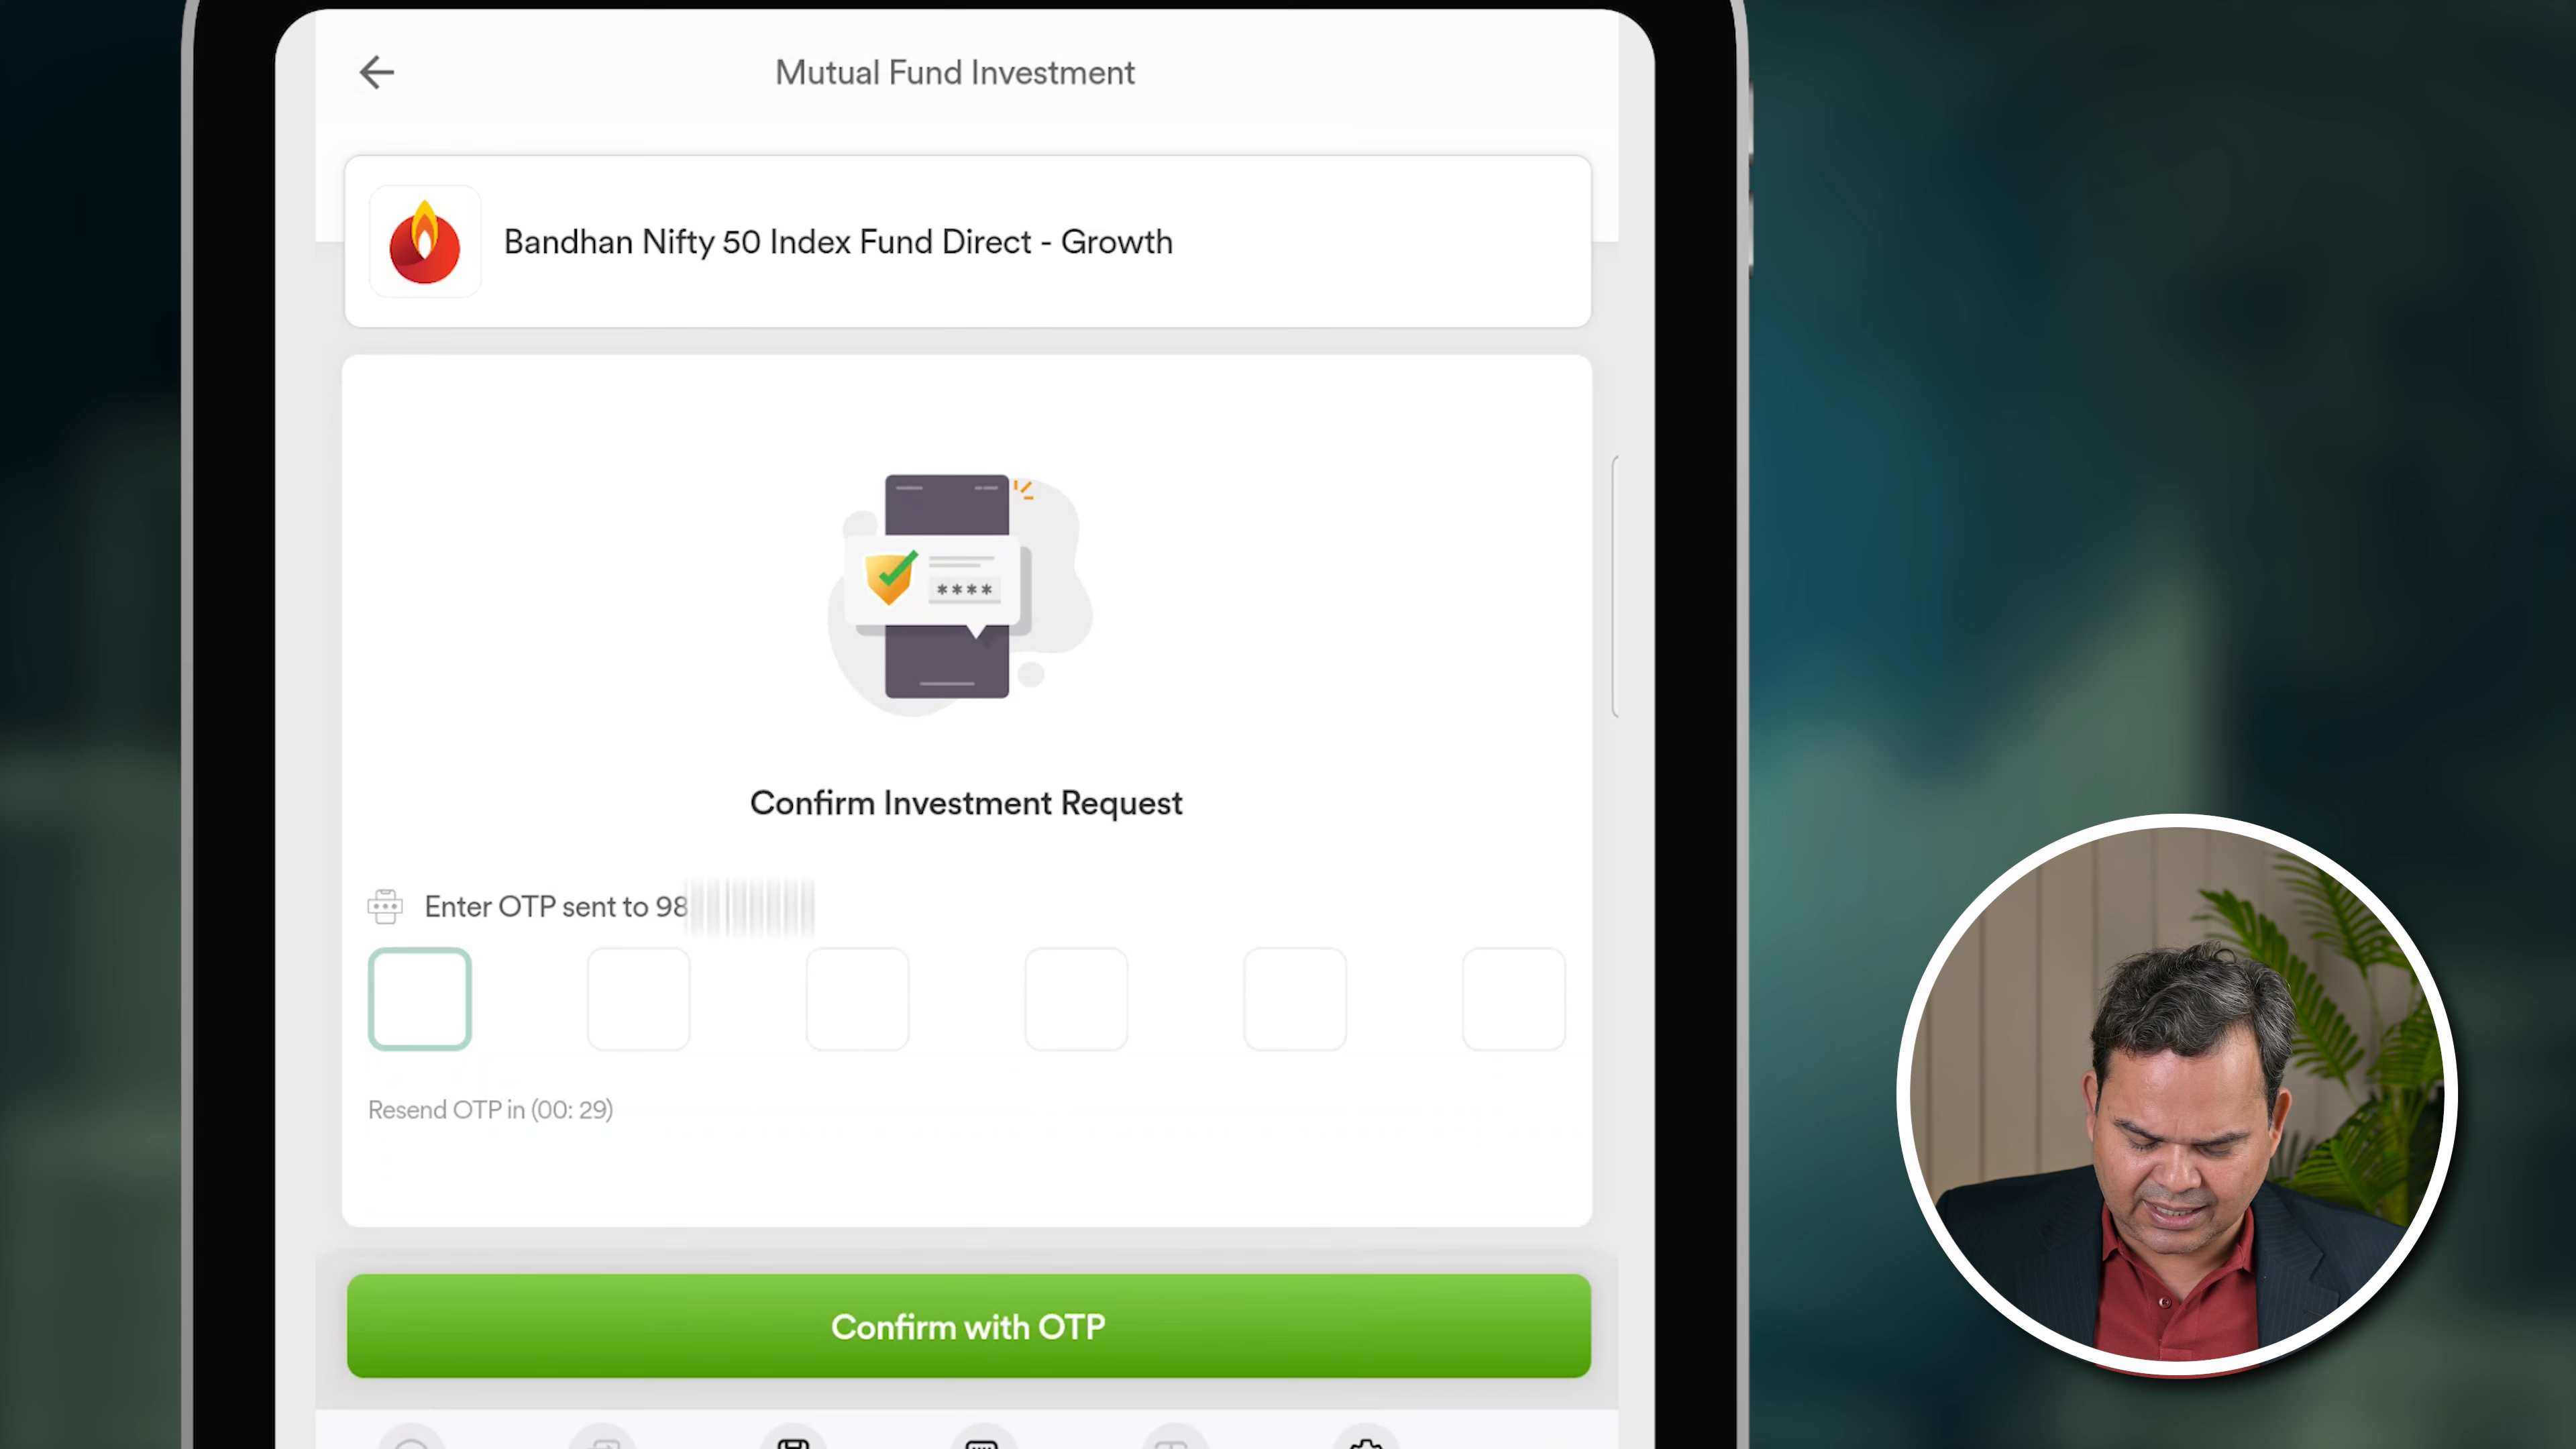 Mutual Fund Investment
Bandhan Nifty 50 Index Fund Direct - Growth
****
Confirm Investment Request
Enter OTP sent to 98
Resend OTP in (00: 29)
Confirm with OTP